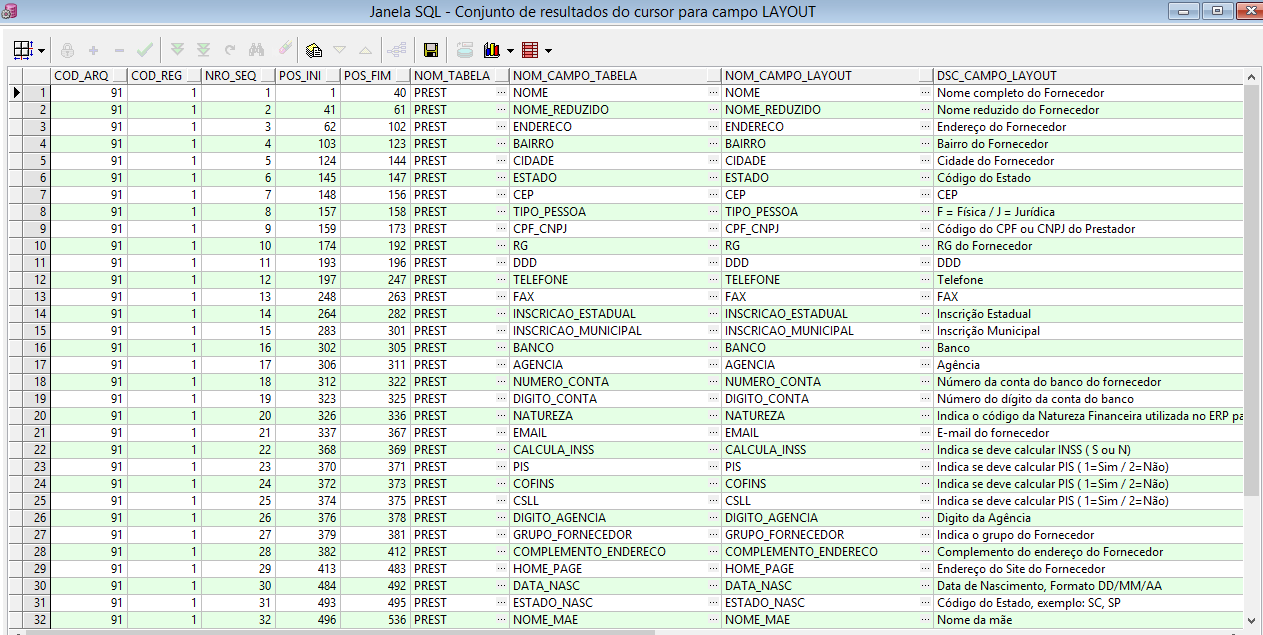 Janela SQL - Conjunto de resultados do cursor para campo LAYOUT
COD_ARQ COD_REG NRO_SEQ POS_INI POS_FIM NOM_TABELA NOM_CAMPO_TABELA NOM_CAMPO_LAYOUT DSC_CAMPO_LAYOUT
1 91 1 1 1 40 PREST NOME NOME Nome completo do Fornecedor
2 91 1 2 41 61 PREST NOME_REDUZIDO NOME_REDUZIDO Nome reduzido do Fornecedor
3 91 1 3 62 102 PREST ENDERECO ENDERECO Endereço do Fornecedor
4 91 1 4 103 123 PREST BAIRRO BAIRRO Bairro do Fornecedor
5 91 1 5 124 144 PREST CIDADE CIDADE Cidade do Fornecedor
6 91 1 6 145 147 PREST ESTADO ESTADO Código do Estado
7 91 1 7 148 156 PREST CEP CEP CEP
8 91 1 8 157 158 PREST TIPO_PESSOA TIPO_PESSOA F = Física / J = Jurídica
9 91 1 9 159 173 PREST CPF_CNPJ CPF_CNPJ Código do CPF ou CNPJ do Prestador
10 91 1 10 174 192 PREST RG RG RG do Fornecedor
11 91 1 11 193 196 PREST DDD DDD DDD
12 91 1 12 197 247 PREST TELEFONE TELEFONE Telefone
13 91 1 13 248 263 PREST FAX FAX FAX
14 91 1 14 264 282 PREST INSCRICAO_ESTADUAL INSCRICAO_ESTADUAL Inscrição Estadual
15 91 1 15 283 301 PREST INSCRICAO_MUNICIPAL INSCRICAO_MUNICIPAL Inscrição Municipal
16 91 1 16 302 305 PREST BANCO BANCO Banco
17 91 1 17 306 311 PREST AGENCIA AGENCIA Agência
18 91 1 18 312 322 PREST NUMERO_CONTA NUMERO_CONTA Número da conta do banco do fornecedor
19 91 1 19 323 325 PREST DIGITO_CONTA DIGITO_CONTA Número do dígito da conta do banco
20 91 1 20 326 336 PREST NATUREZA NATUREZA Indica o código da Natureza Financeira utilizada no ERP pa
21 91 1 21 337 367 PREST EMAIL EMAIL E-mail do fornecedor
22 91 1 22 368 369 PREST CALCULA_INSS CALCULA_INSS Indica se deve calcular INSS ( S ou N)
23 91 1 23 370 371 PREST PIS PIS Indica se deve calcular PIS ( 1=Sim / 2=Não)
24 91 1 24 372 373 PREST COFINS COFINS Indica se deve calcular PIS ( 1=Sim / 2=Não)
25 91 1 25 374 375 PREST CSLL CSLL Indica se deve calcular PIS ( 1=Sim / 2=Não)
26 91 1 26 376 378 PREST DIGITO_AGENCIA DIGITO_AGENCIA Digito da Agência
27 91 1 27 379 381 PREST GRUPO_FORNECEDOR GRUPO_FORNECEDOR Indica o grupo do Fornecedor
28 91 1 28 382 412 PREST COMPLEMENTO_ENDERECO COMPLEMENTO_ENDERECO Complemento do endereço do Fornecedor
29 91 1 29 413 483 PREST HOME_PAGE HOME_PAGE Endereço do Site do Fornecedor
30 91 1 30 484 492 PREST DATA_NASC DATA_NASC Data de Nascimento, Formato DD/MM/AA
31 91 1 31 493 495 PREST ESTADO_NASC ESTADO_NASC Código do Estado, exemplo: SC, SP
32 91 1 32 496 536 PREST NOME_MAE NOME_MAE Nome da mãe